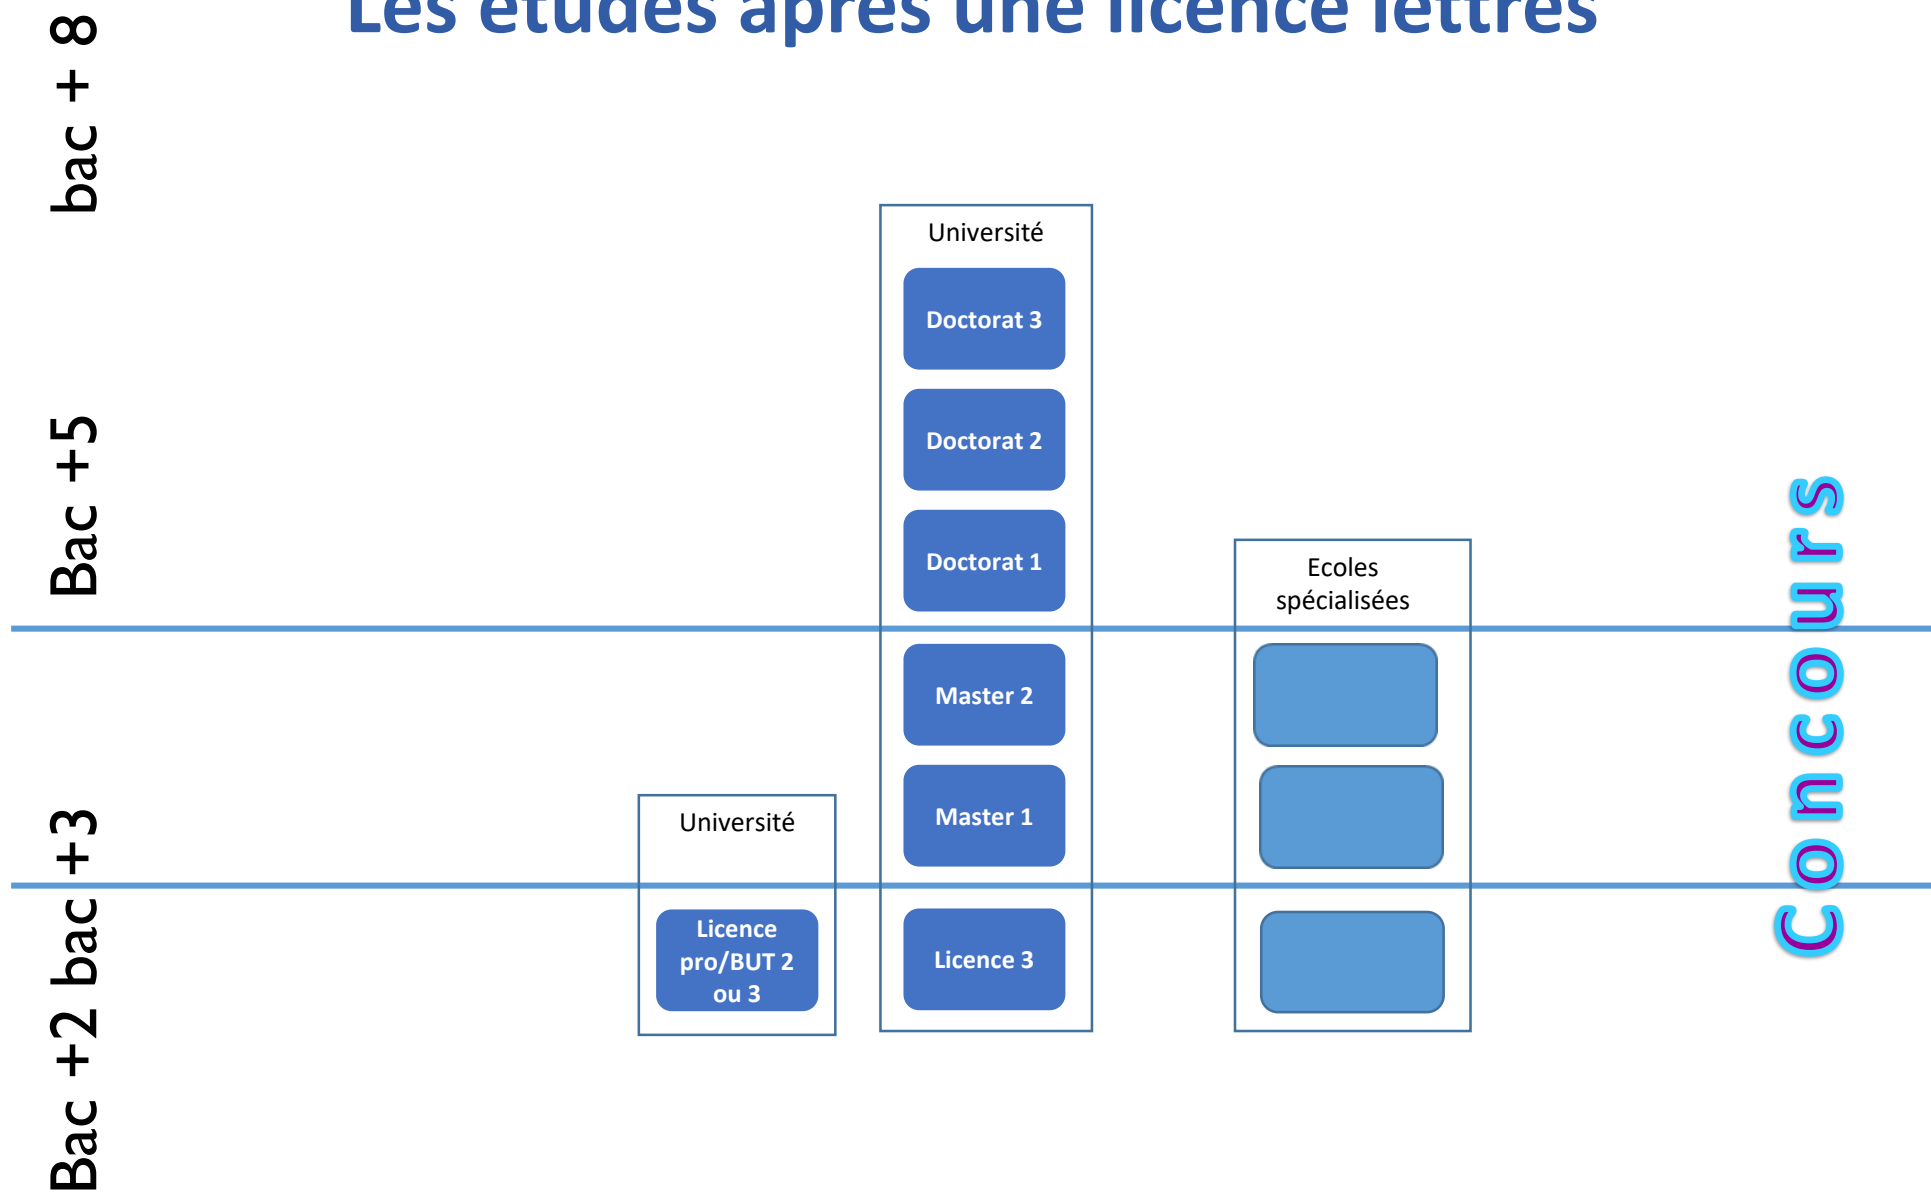 Les études après une licence lettres
bac + 8
Bac +5
Bac +2 bac +3
Université
Doctorat 3
Doctorat 2
Doctorat 1
Master 2
Master 1
Licence 3
Université
Licence
pro/BUT 2
ou 3
Ecoles
spécialisées
Concours